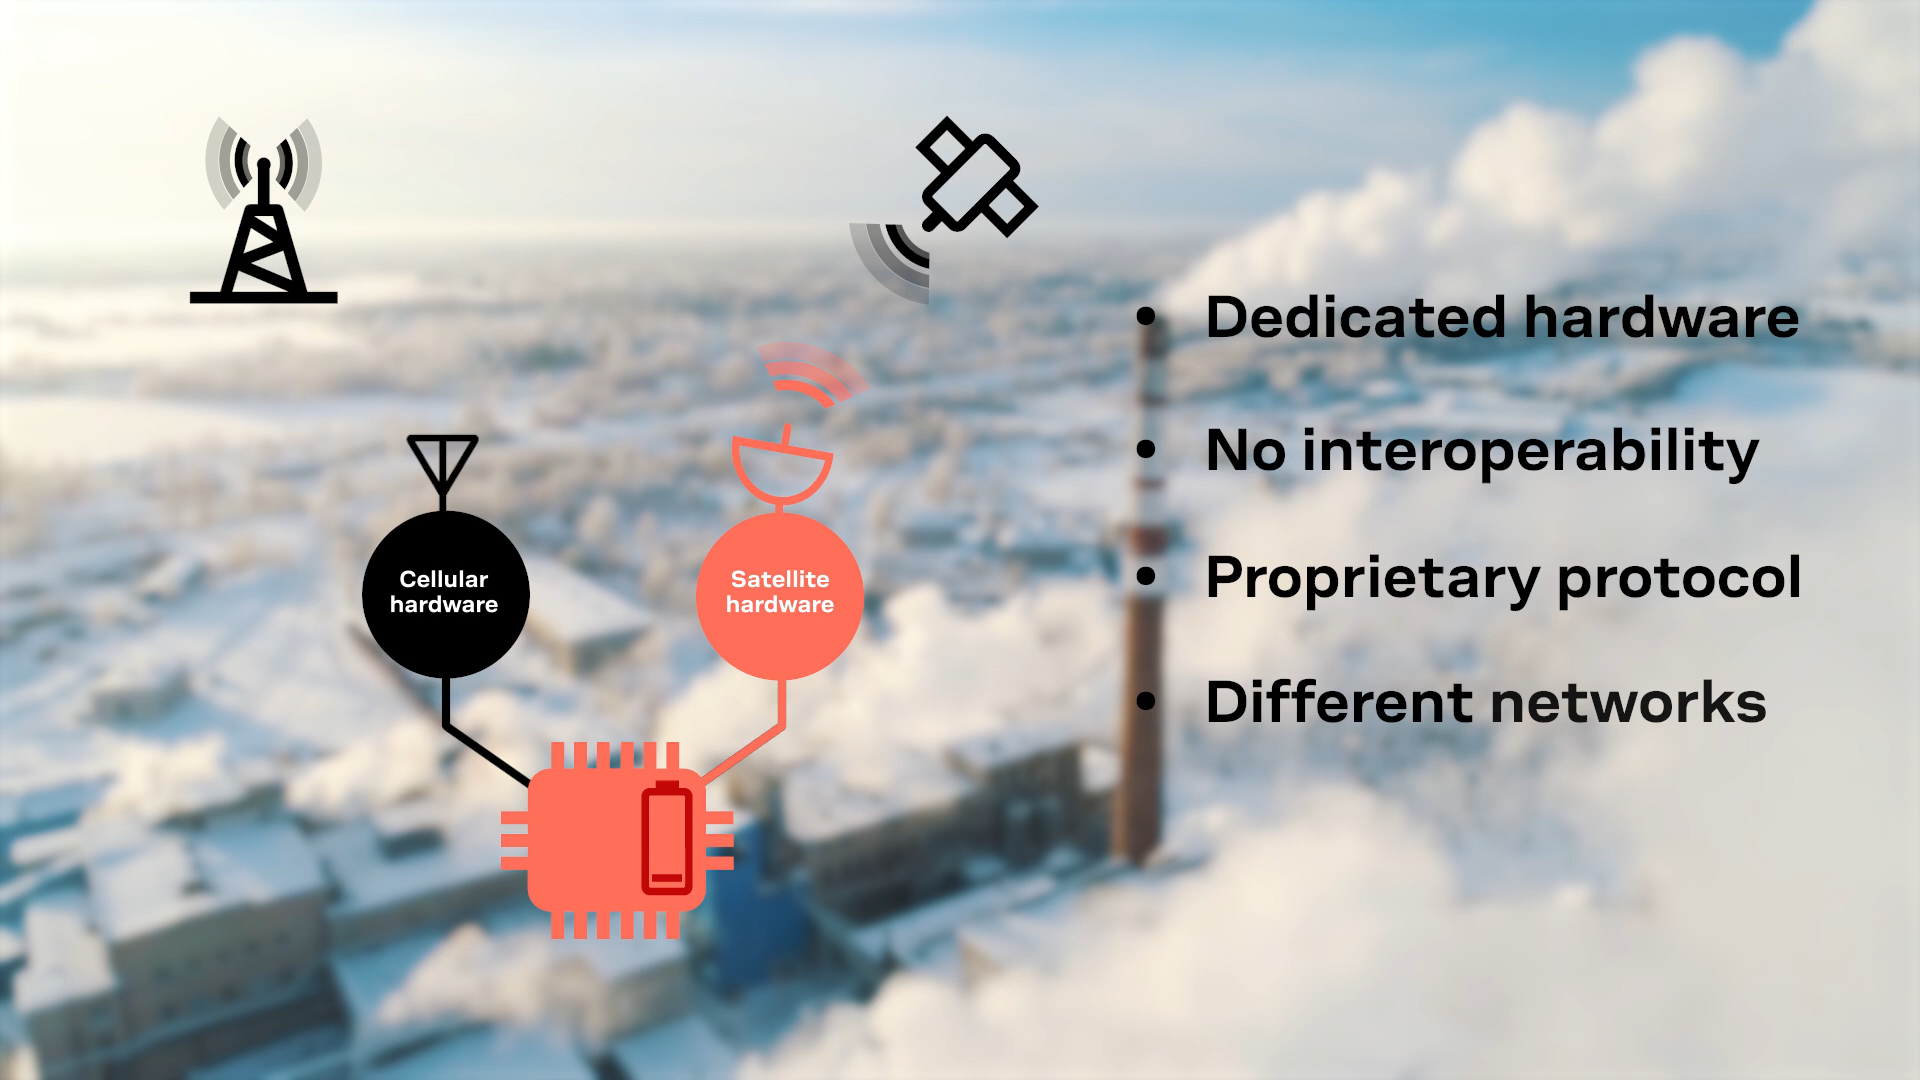 Cellular
hardware
Satellite
hardware
• Dedicated hardware
• No interoperability
• Proprietary protocol
• Different networks